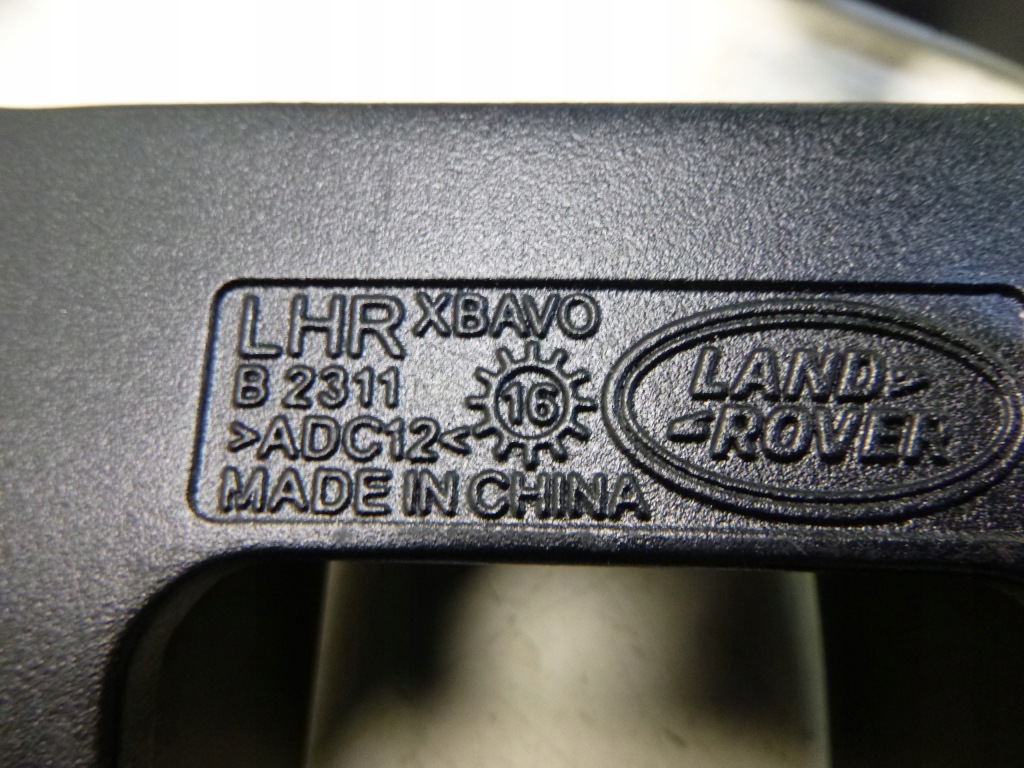 LHR XBAVO
B 2311
16
>ADC12<
MADE IN CHINA
LAND
ROVER